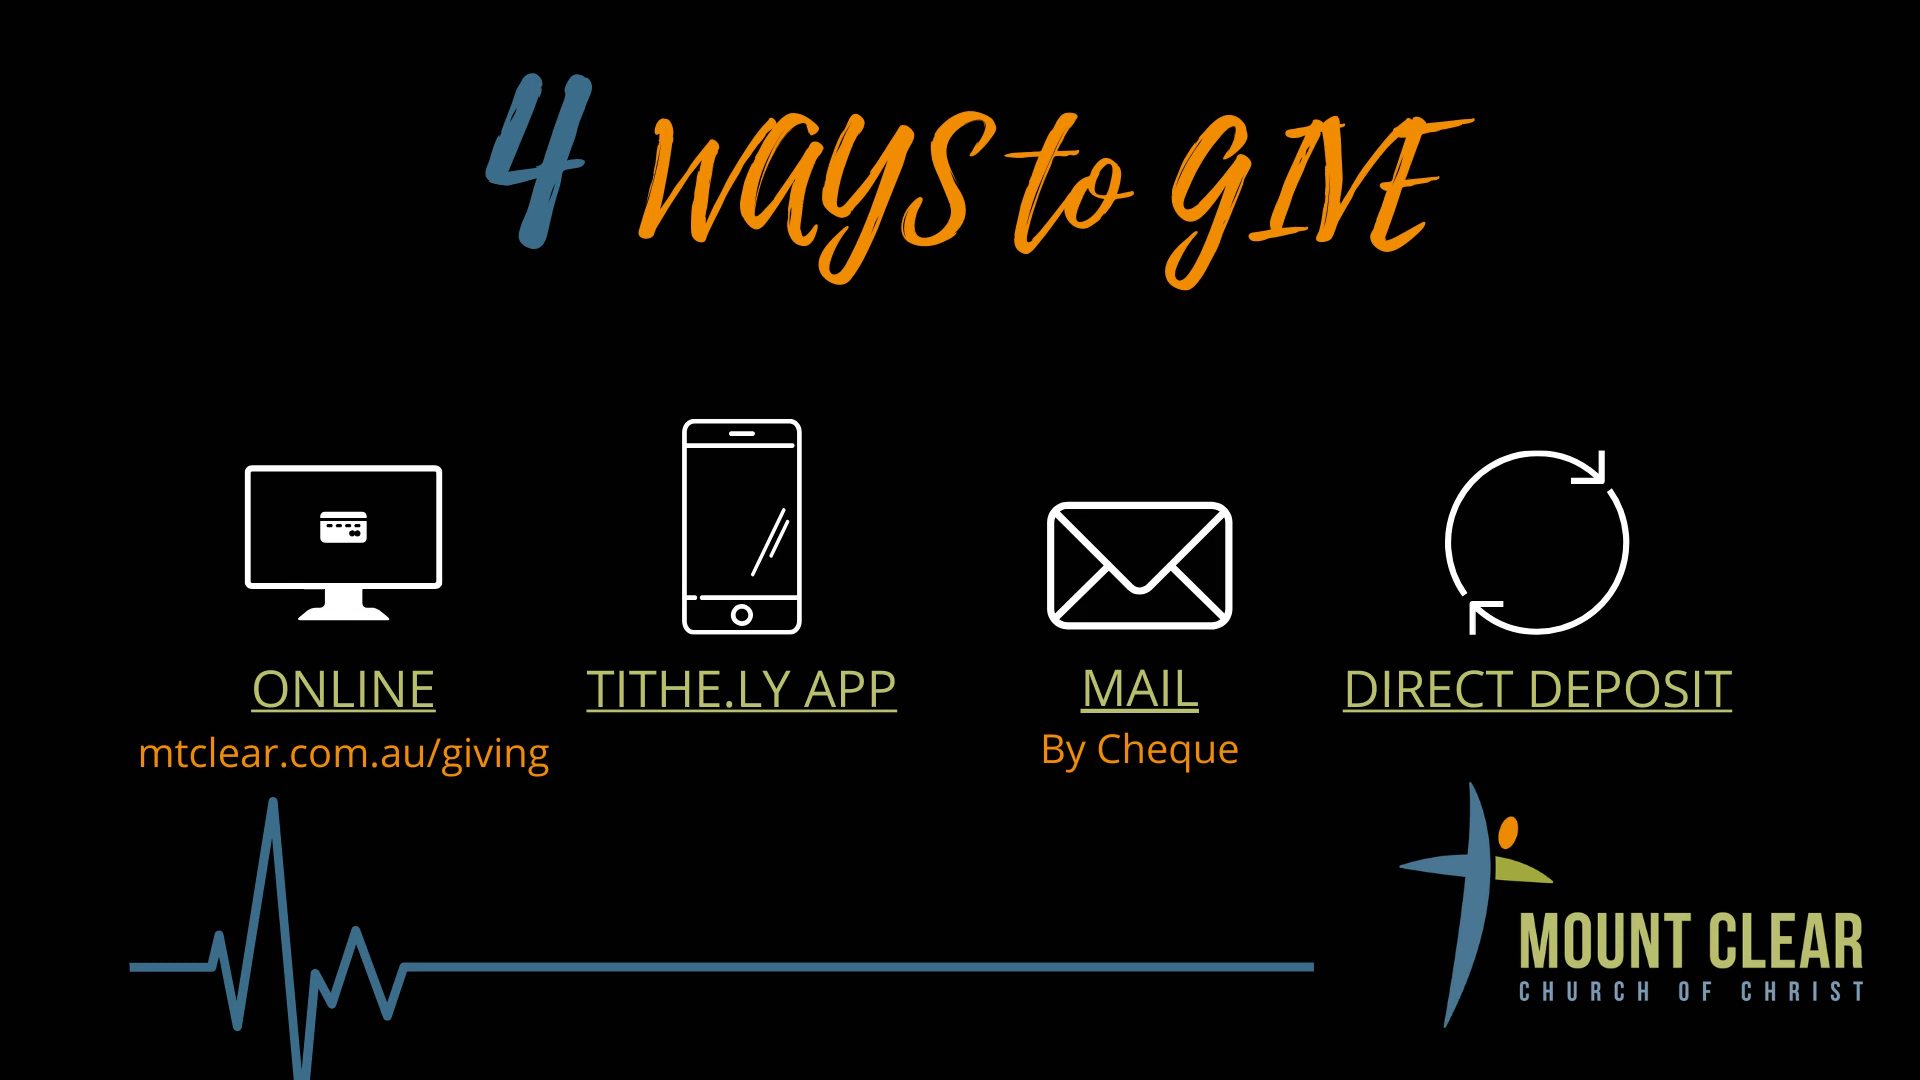 4 WAYS to GIVE
ONLINE
mtclear.com.au/giving
TITHE.LY APP
MAIL
By Cheque
DIRECT DEPOSIT
MOUNT CLEAR
CHURCH OF CHRIST